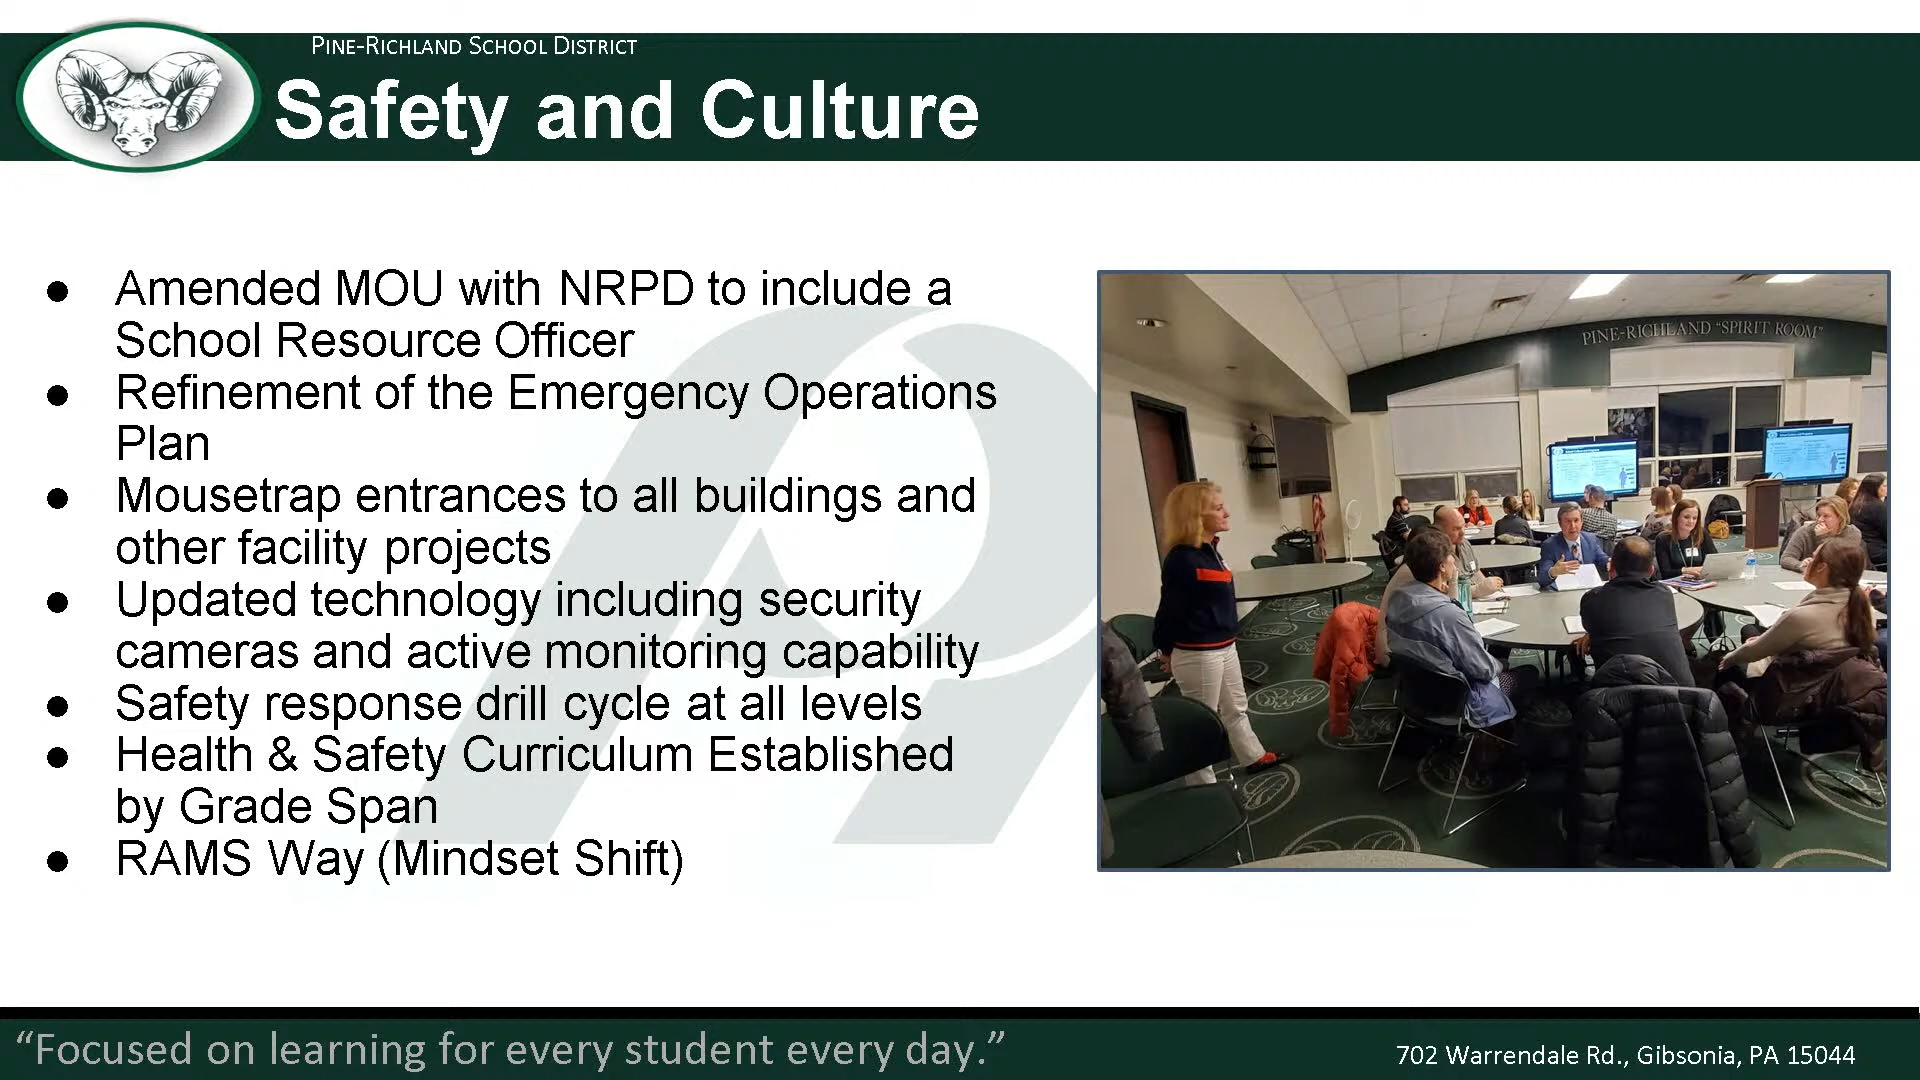 PINE-RICHLAND SCHOOL DISTRICT
Safety and Culture
● Amended MOU with NRPD to include a
School Resource Officer
● Refinement of the Emergency Operations
Plan
● Mousetrap entrances to all buildings and
other facility projects
● Updated technology including security
cameras and active monitoring capability
● Safety response drill cycle at all levels
● Health & Safety Curriculum Established
by Grade Span
● RAMS Way (Mindset Shift)
PINE-RICHLAND "SPIRIT ROOM"
“Focused on learning for every student every day.”
702 Warrendale Rd., Gibsonia, PA 15044